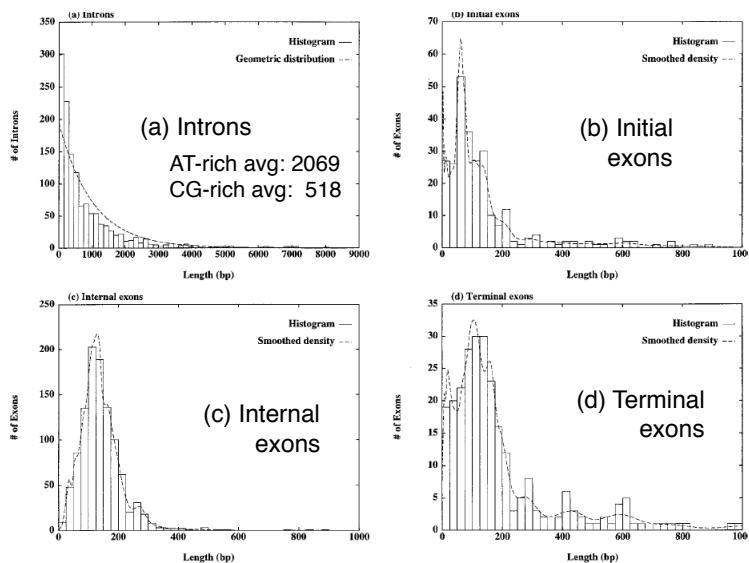 (a) Introns
350
300
250
200
150
100
50
0
# of Introns
Histogram
Geometric distribution
(a) Introns
AT-rich avg: 2069
CG-rich avg: 518
0 1000 2000 3000 4000 5000 6000 7000 8000 9000
Length (bp)
(b) Initial exons
70
60
50
40
30
20
10
0
# of Exons
Histogram
Smoothed density
(b) Initial
exons
0 200 400 600 800 1000
Length (bp)
(c) Internal exons
250
200
150
100
50
0
# of Exons
Histogram
Smoothed density
(c) Internal
exons
0 200 400 600 800 1000
Length (bp)
(d) Terminal exons
35
30
25
20
15
10
5
0
# of Exons
Histogram
Smoothed density
(d) Terminal
exons
0 200 400 600 800 1000
Length (bp)